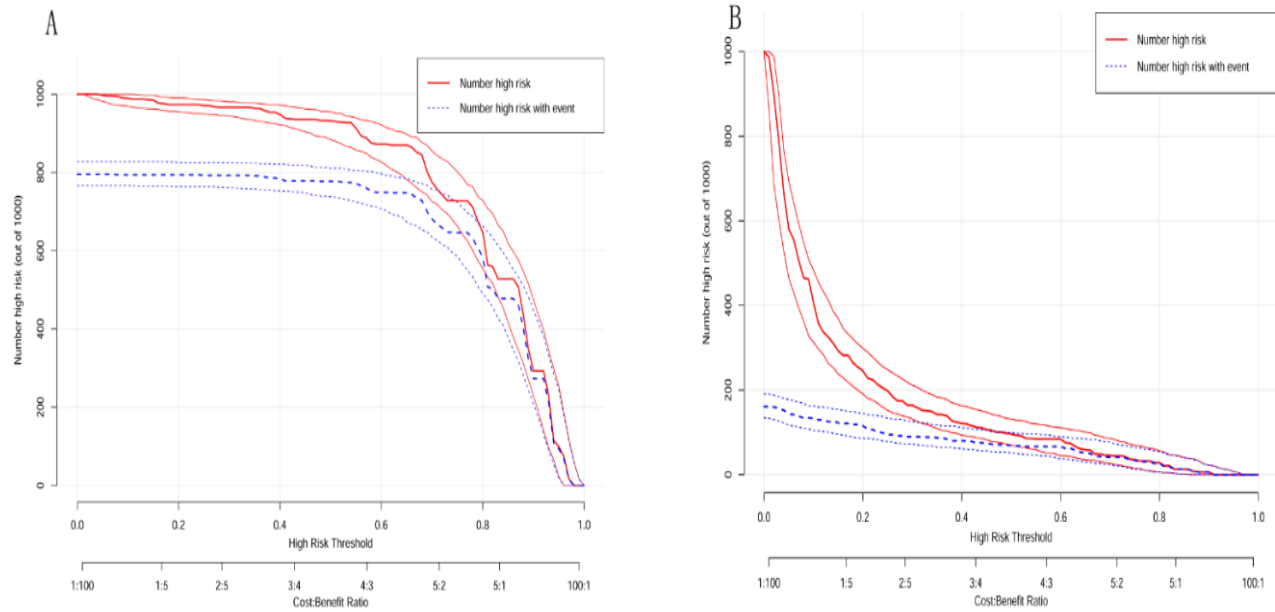 A
Number high risk
Number high risk with event
Number high risk (out of 1000)
1000
800
600
400
200
0
0.0 0.2 0.4 0.6 0.8 1.0
High Risk Threshold
1:100 1:5 2:5 3:4 4:3 5:2 5:1 100:1
Cost:Benefit Ratio
B
Number high risk
Number high risk with event
Number high risk (out of 1000)
1000
800
600
400
200
0
0.0 0.2 0.4 0.6 0.8 1.0
High Risk Threshold
1:100 1:5 2:5 3:4 4:3 5:2 5:1 100:1
Cost:Benefit Ratio